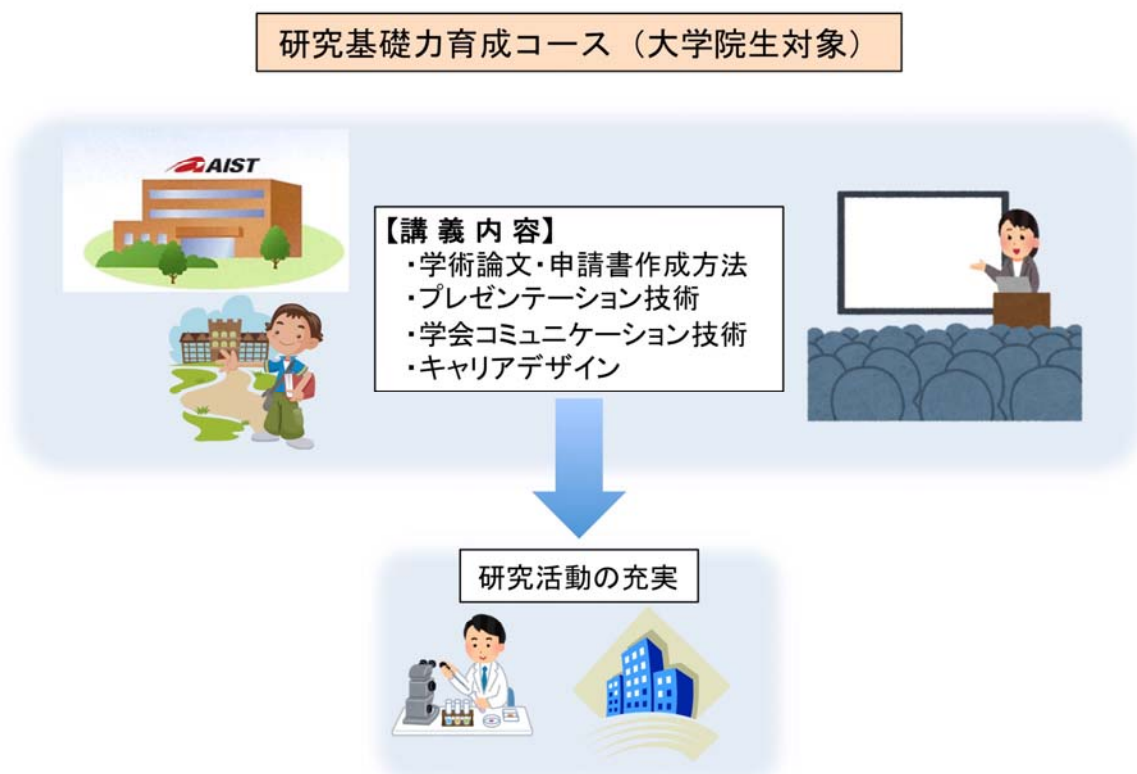 研究基礎力育成コース（大学院生対象）
AIST
【講 義 内 容】
・学術論文・申請書作成方法
・プレゼンテーション技術
・学会コミュニケーション技術
・キャリアデザイン
研究活動の充実